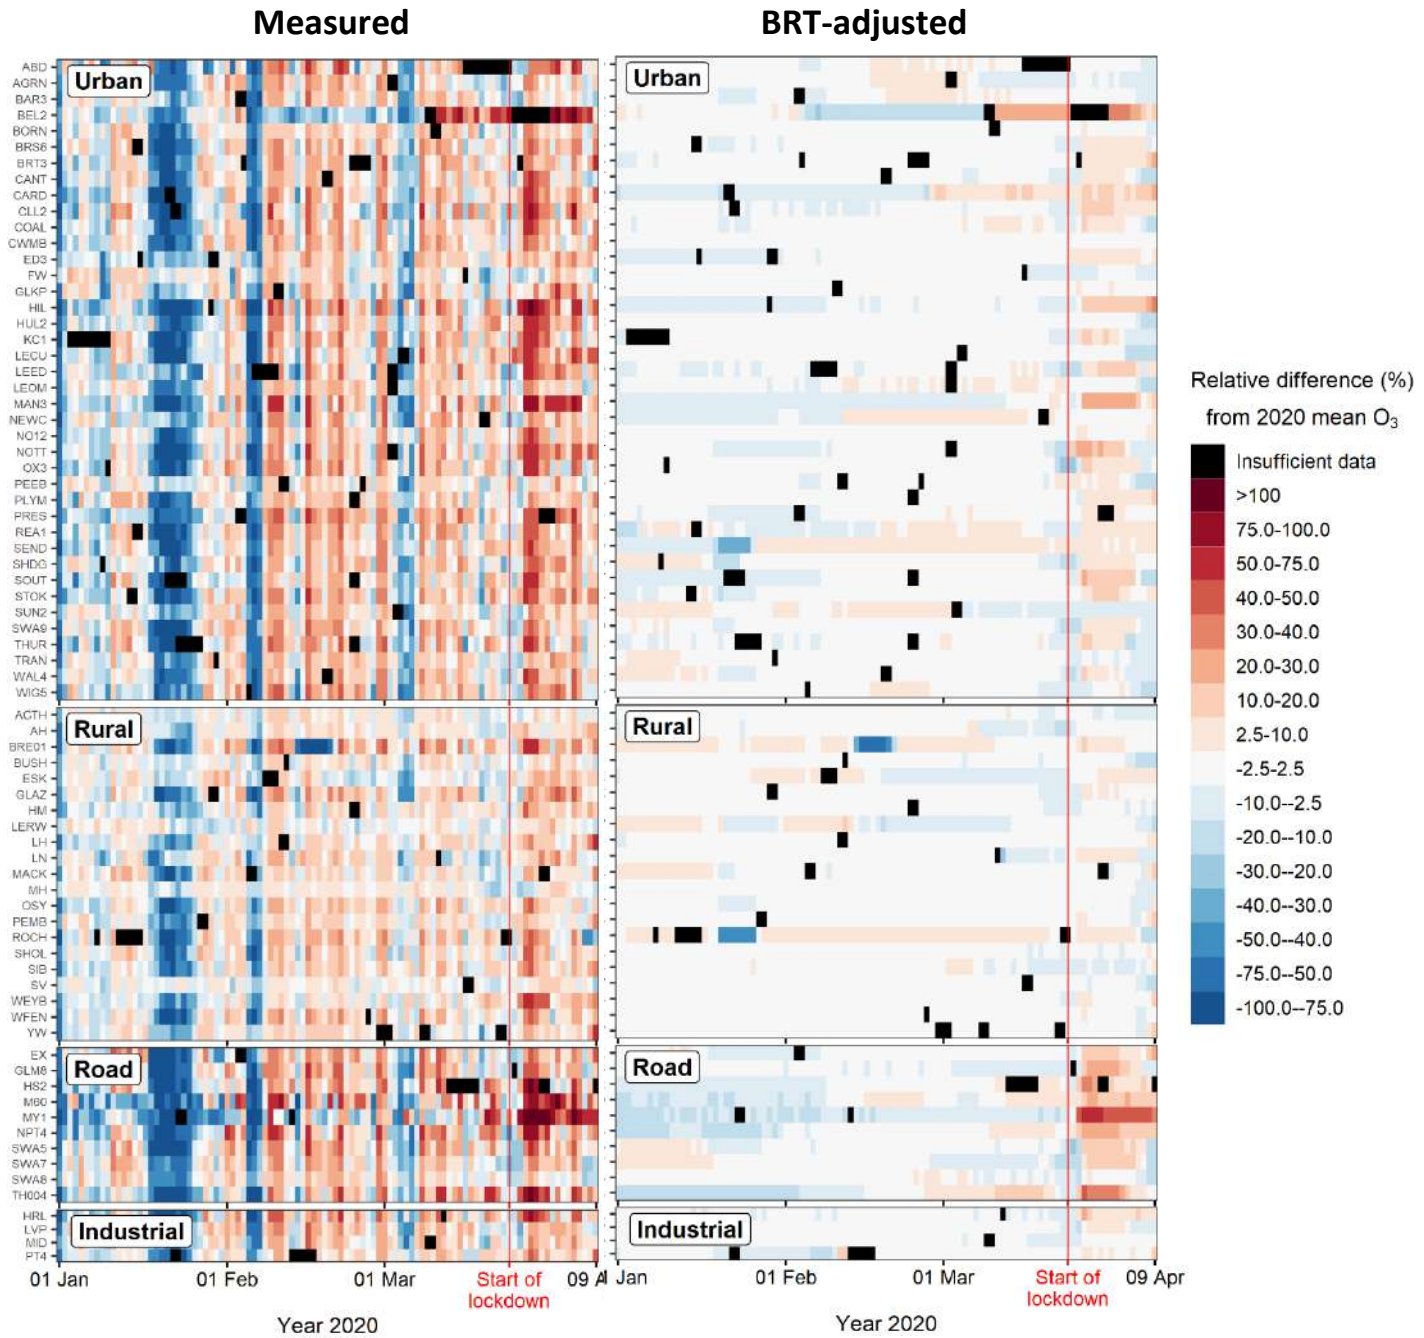 Measured BRT-adjusted
Urban
ABD
AGRN
BAR3
BEL2
BORN
BRS8
BRT3
CANT
CARD
CLL2
COAL
CWMB
ED3
FW
GLKP
HIL
HUL2
KC1
LECU
LEED
LEOM
MAN3
NEWC
NO12
NOTT
OX3
PEEB
PLYM
PRES
REA1
SEND
SHDG
SOUT
STOK
SUN2
SWA9
THUR
TRAN
WAL4
WIG5
Urban
Rural
ACTH
AH
BRE01
BUSH
ESK
GLAZ
HM
LERW
LH
LN
MACK
MH
OSY
PEMB
ROCH
SHOL
SIB
SV
WEYB
WFEN
YW
Rural
Road
EX
GLM8
HS2
M60
MY1
NPT4
SWA5
SWA7
SWA8
TH004
Road
Industrial
HRL
LVP
MID
PT4
Industrial
01 Jan 01 Feb 01 Mar Start of lockdown 09 A
Year 2020
Jan 01 Feb 01 Mar Start of lockdown 09 Apr
Year 2020
Relative difference (%)
from 2020 mean O₃
Insufficient data
>100
75.0-100.0
50.0-75.0
40.0-50.0
30.0-40.0
20.0-30.0
10.0-20.0
2.5-10.0
-2.5-2.5
-10.0--2.5
-20.0--10.0
-30.0--20.0
-40.0--30.0
-50.0--40.0
-75.0--50.0
-100.0--75.0